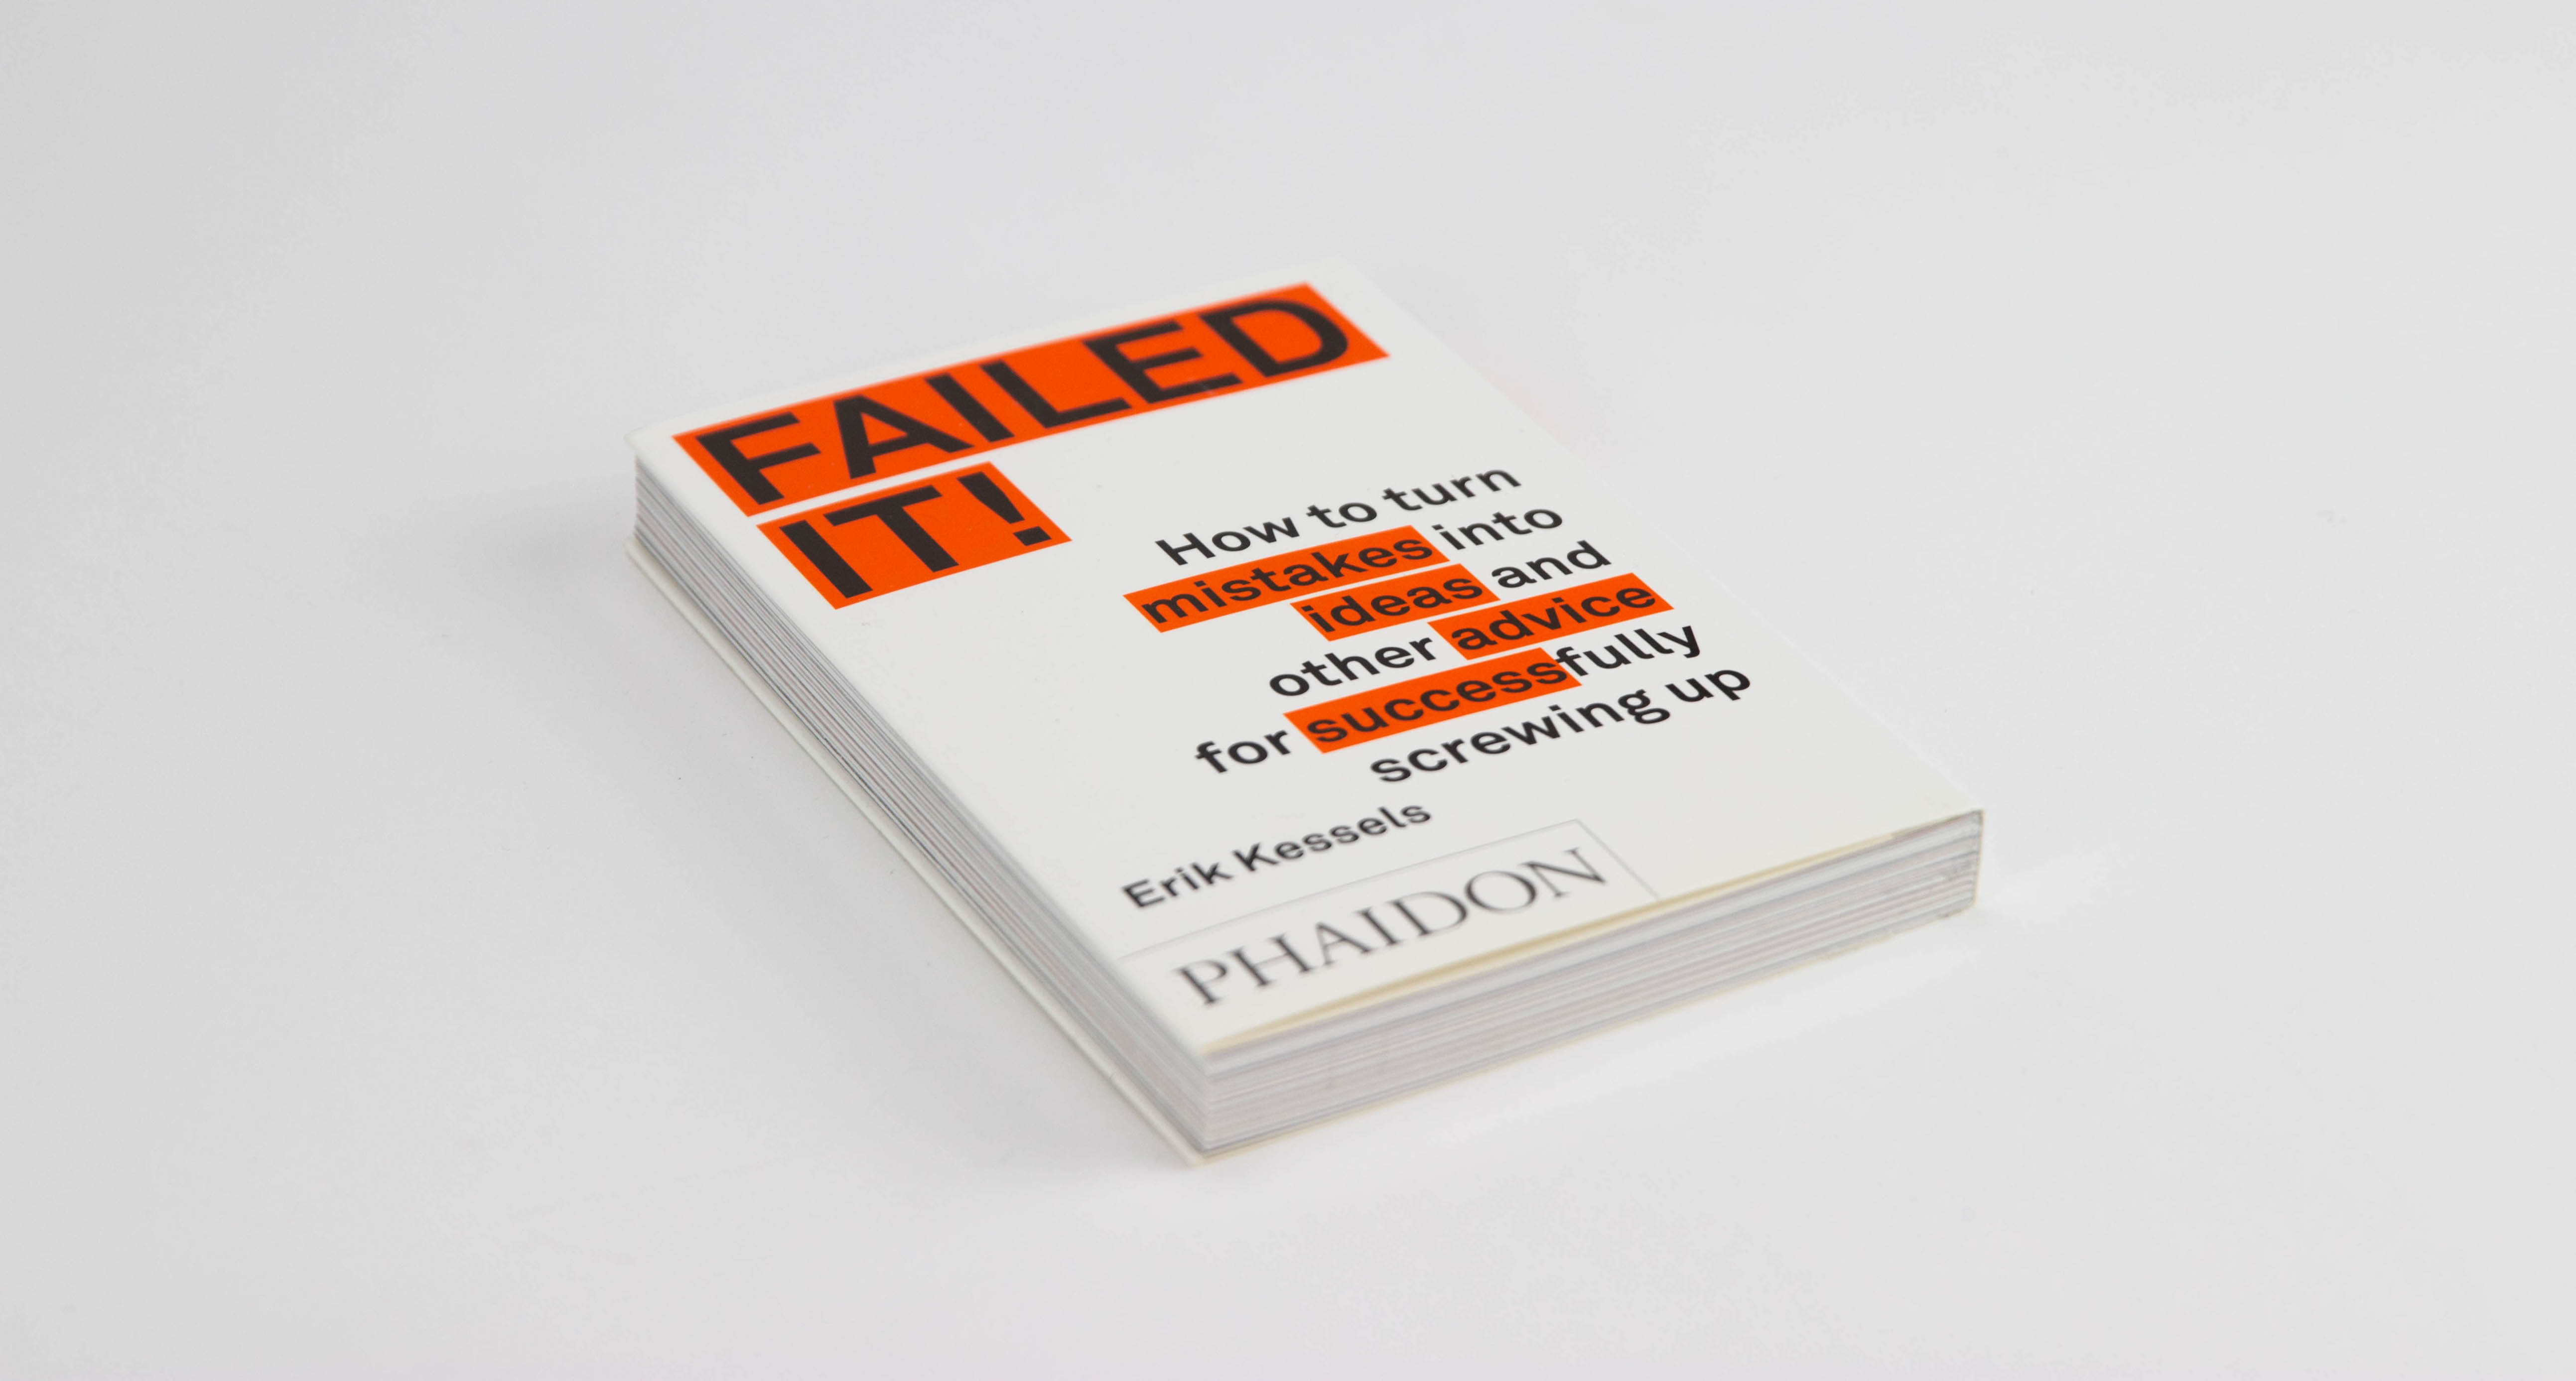 FAILED
IT!
How to turn
mistakes into
ideas and
other advice
for successfully
screwing up
Erik Kessels
PHAIDON